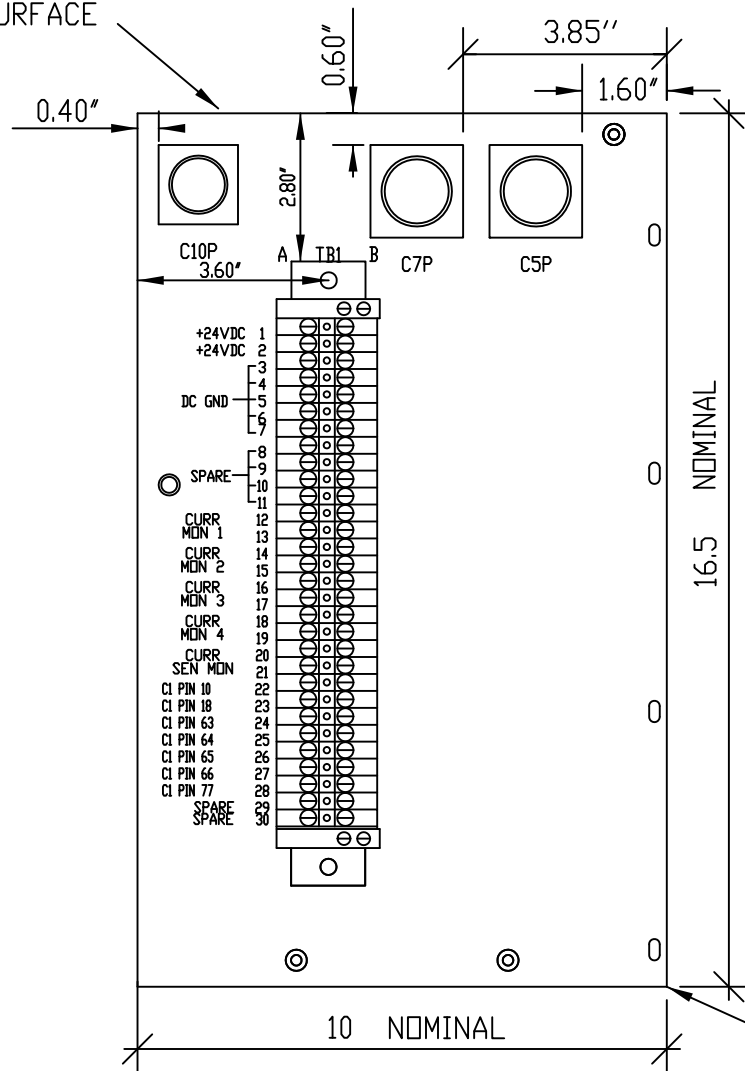 URFACE
3.85''
0.60"
1.60"
0.40"
2.80"
C10P
A TB1 B
C7P
C5P
3.60"
+24VDC 1
+24VDC 2
3
4
DC GND 5
6
7
8
9
SPARE
10
11
CURR 12
MON 1
13
CURR 14
MON 2
15
CURR 16
MON 3
17
CURR 18
MON 4
19
CURR 20
SEN MON 21
C1 PIN 10 22
C1 PIN 18 23
C1 PIN 63 24
C1 PIN 64 25
C1 PIN 65 26
C1 PIN 66 27
C1 PIN 77 28
SPARE 29
SPARE 30
16.5 NOMINAL
10 NOMINAL